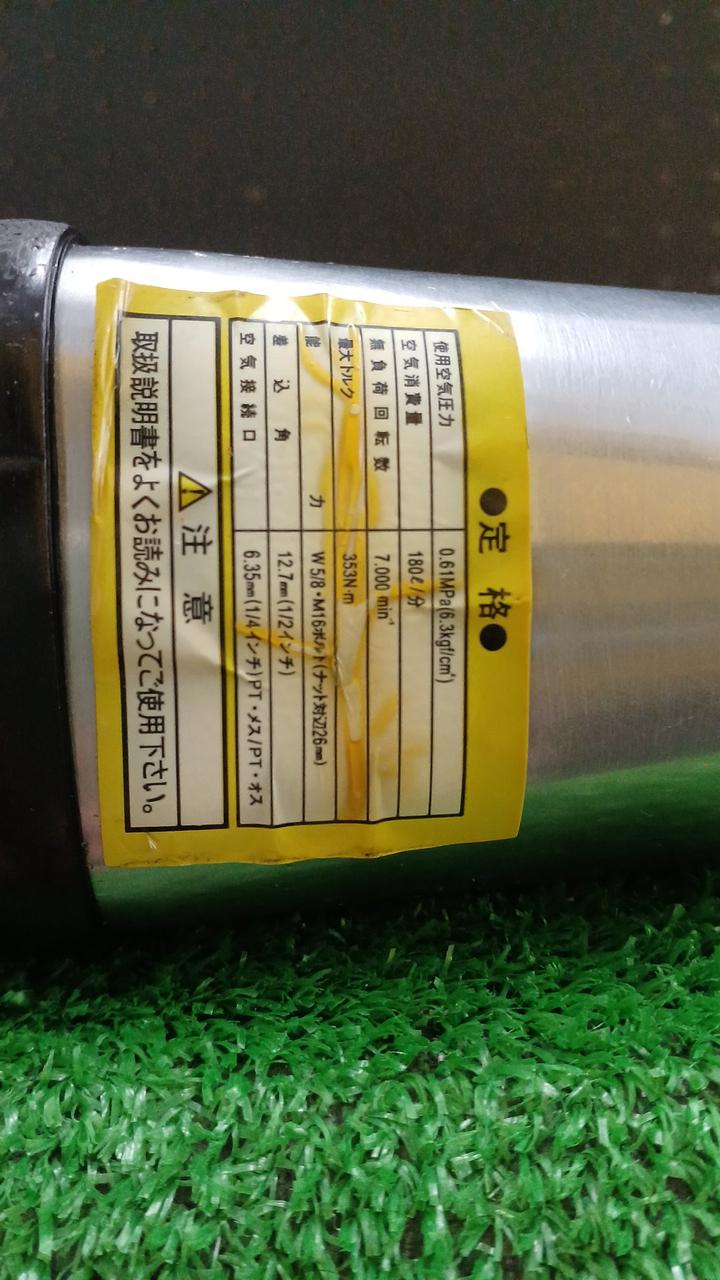 ●定格●
使用空気圧力 0.61MPa(6.3kgf/cm²)
空気消費量 180ℓ/分
無負荷回転数 7.000 min⁻¹
最大トルク 353N·m
能力 W5/8・M16ボルト(ナット対辺26mm)
差込角 12.7mm(1/2インチ)
空気接続口 6.35mm(1/4インチ)PT・メス/PT・オス
⚠注意
取扱説明書をよくお読みになってご使用下さい。